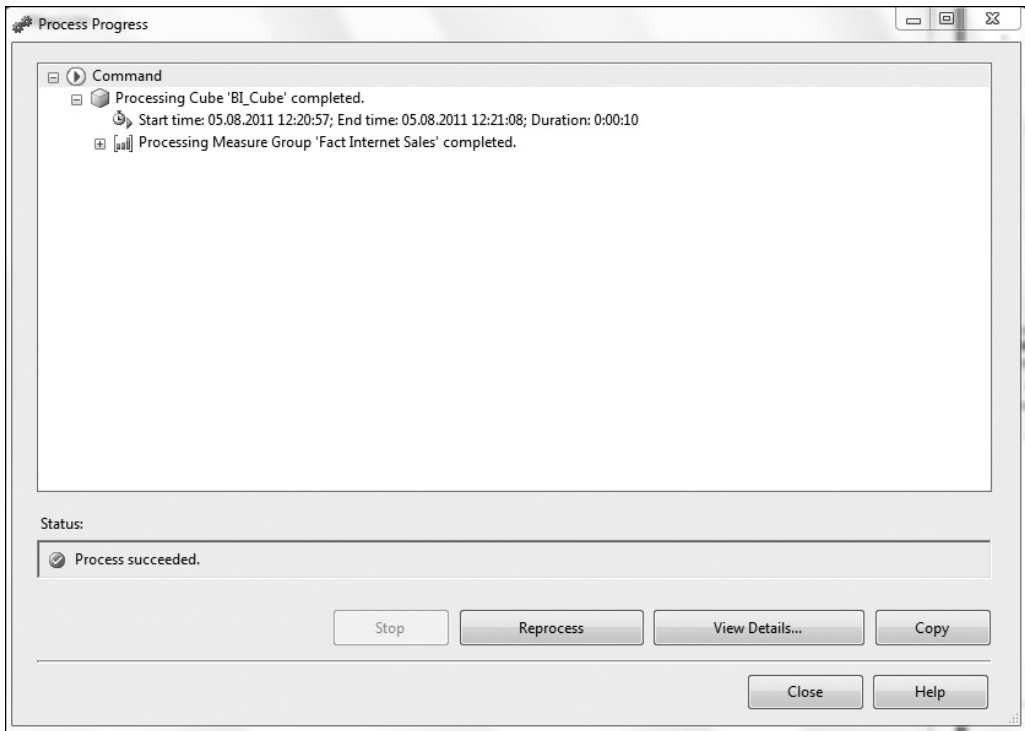 Process Progress
Command
Processing Cube 'BI_Cube' completed.
Start time: 05.08.2011 12:20:57; End time: 05.08.2011 12:21:08; Duration: 0:00:10
Processing Measure Group 'Fact Internet Sales' completed.
Status:
Process succeeded.
Stop Reprocess View Details... Copy
Close Help